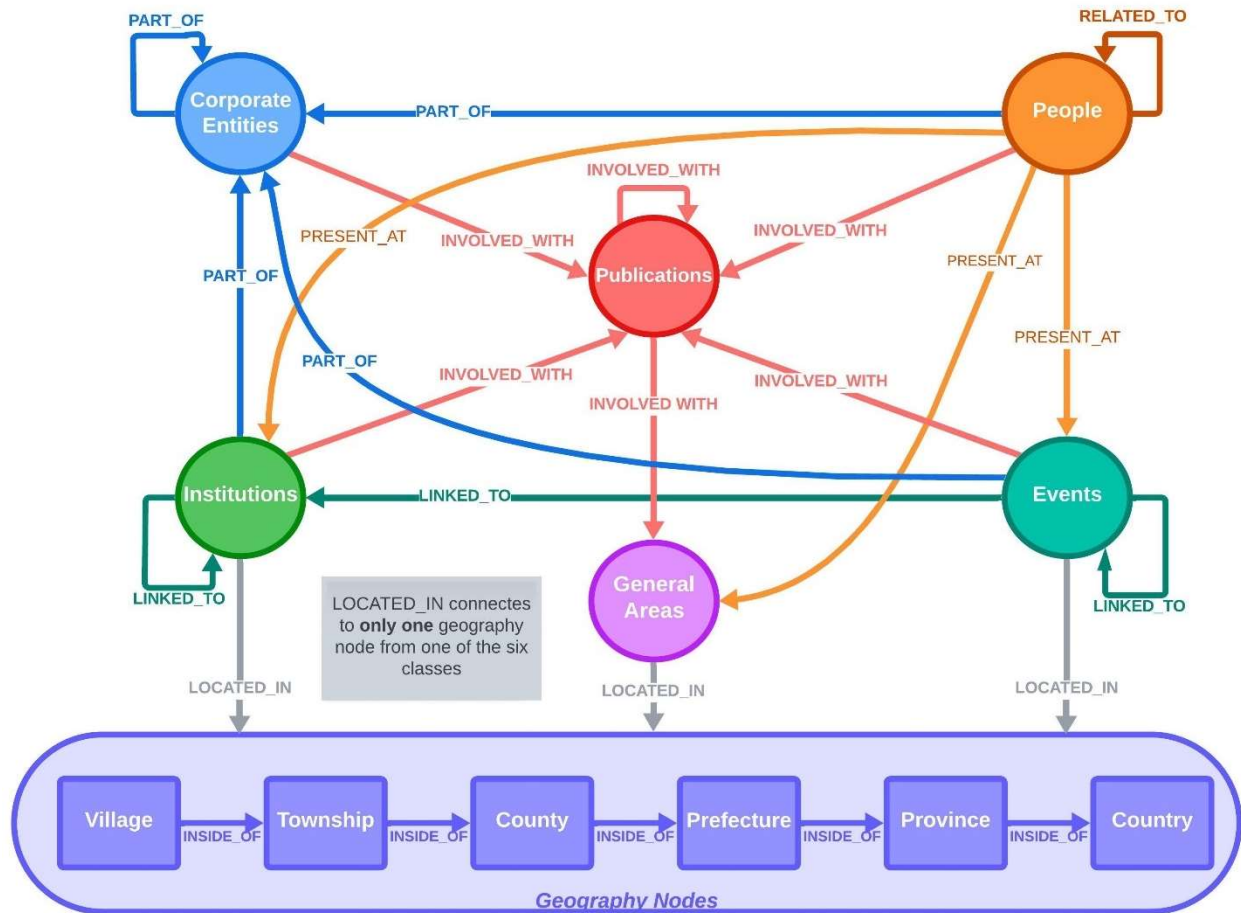 PART_OF
RELATED_TO
Corporate
Entities
PART_OF
People
INVOLVED_WITH
PRESENT_AT
INVOLVED_WITH
INVOLVED_WITH
PART_OF
Publications
PRESENT_AT
PRESENT_AT
PART_OF
INVOLVED_WITH
INVOLVED_WITH
INVOLVED WITH
Institutions
LINKED_TO
Events
LINKED_TO
LINKED_TO
General
Areas
LOCATED_IN connectes
to only one geography
node from one of the six
classes
LOCATED_IN
LOCATED_IN
LOCATED_IN
Village
INSIDE_OF
Township
INSIDE_OF
County
INSIDE_OF
Prefecture
INSIDE_OF
Province
INSIDE_OF
Country
Geography Nodes